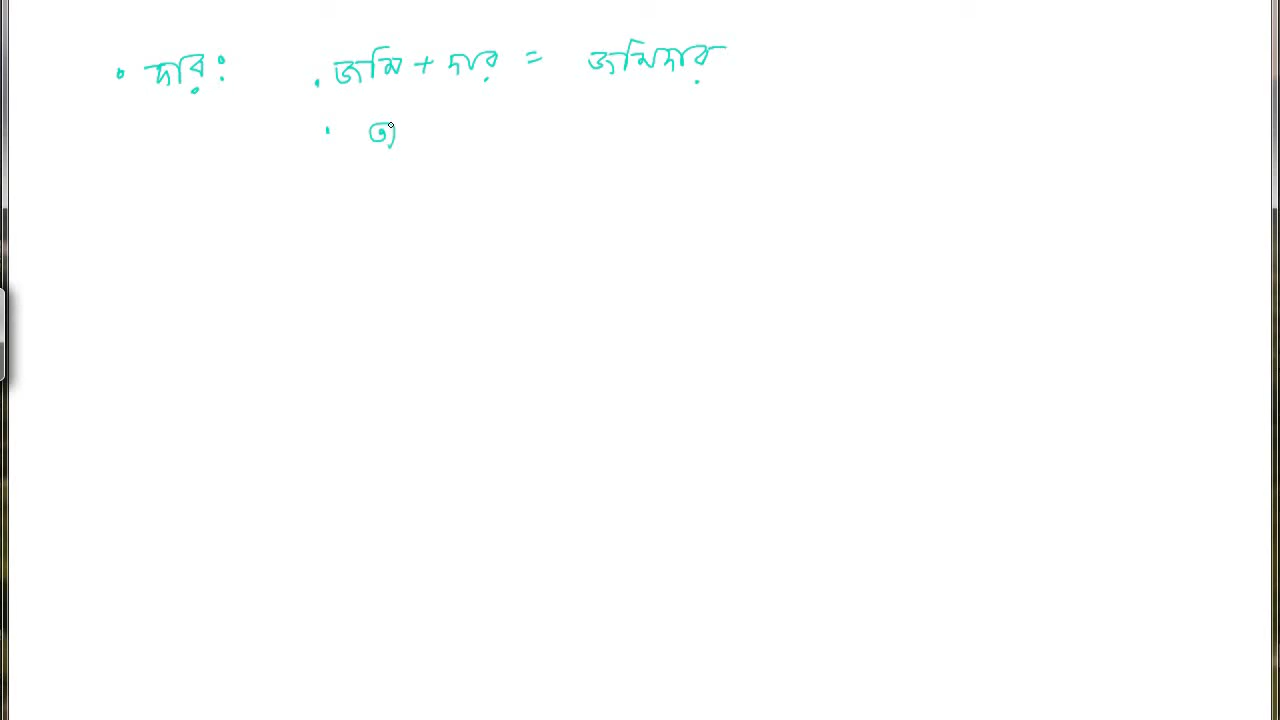 • দার: . জমি + দার = জমিদার
• ত